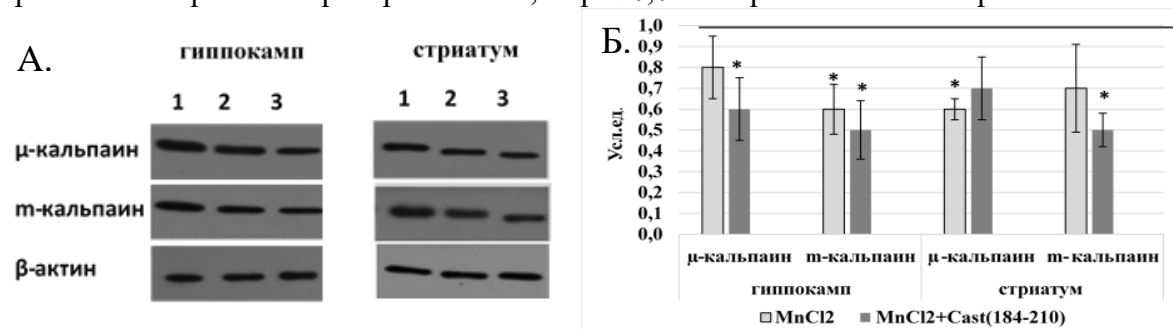 А.
гиппокамп
стриатум
1 2 3
1 2 3
μ-кальпаин
m-кальпаин
β-актин
Б.
Усл.ед.
1,0
0,9
0,8
0,7
0,6
0,5
0,4
0,3
0,2
0,1
0,0
* * * * *
μ-кальпаин m-кальпаин μ-кальпаин m-кальпаин
гиппокамп стриатум
MnCl2 MnCl2+Cast(184-210)